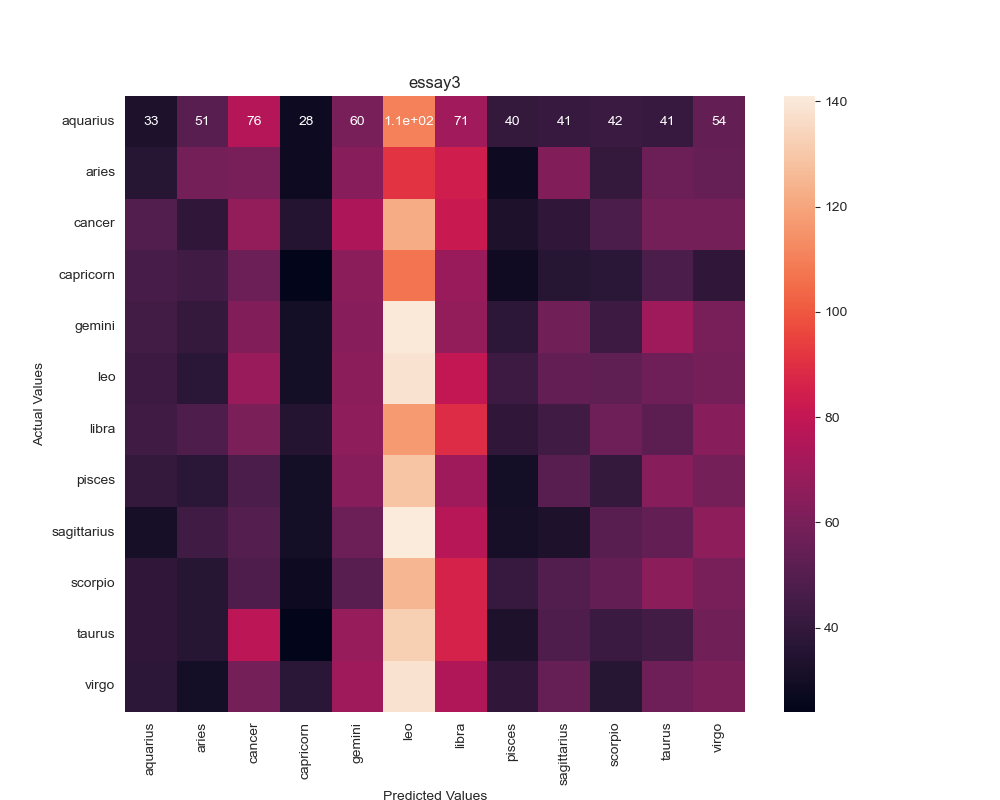 essay3
140
aquarius 33 51 76 28 60 1.1e+02 71 40 41 42 41 54
aries
120
cancer
capricorn
100
gemini
leo
Actual Values
80
libra
pisces
60
sagittarius
scorpio
40
taurus
virgo
aquarius aries cancer capricorn gemini leo libra pisces sagittarius scorpio taurus virgo
Predicted Values